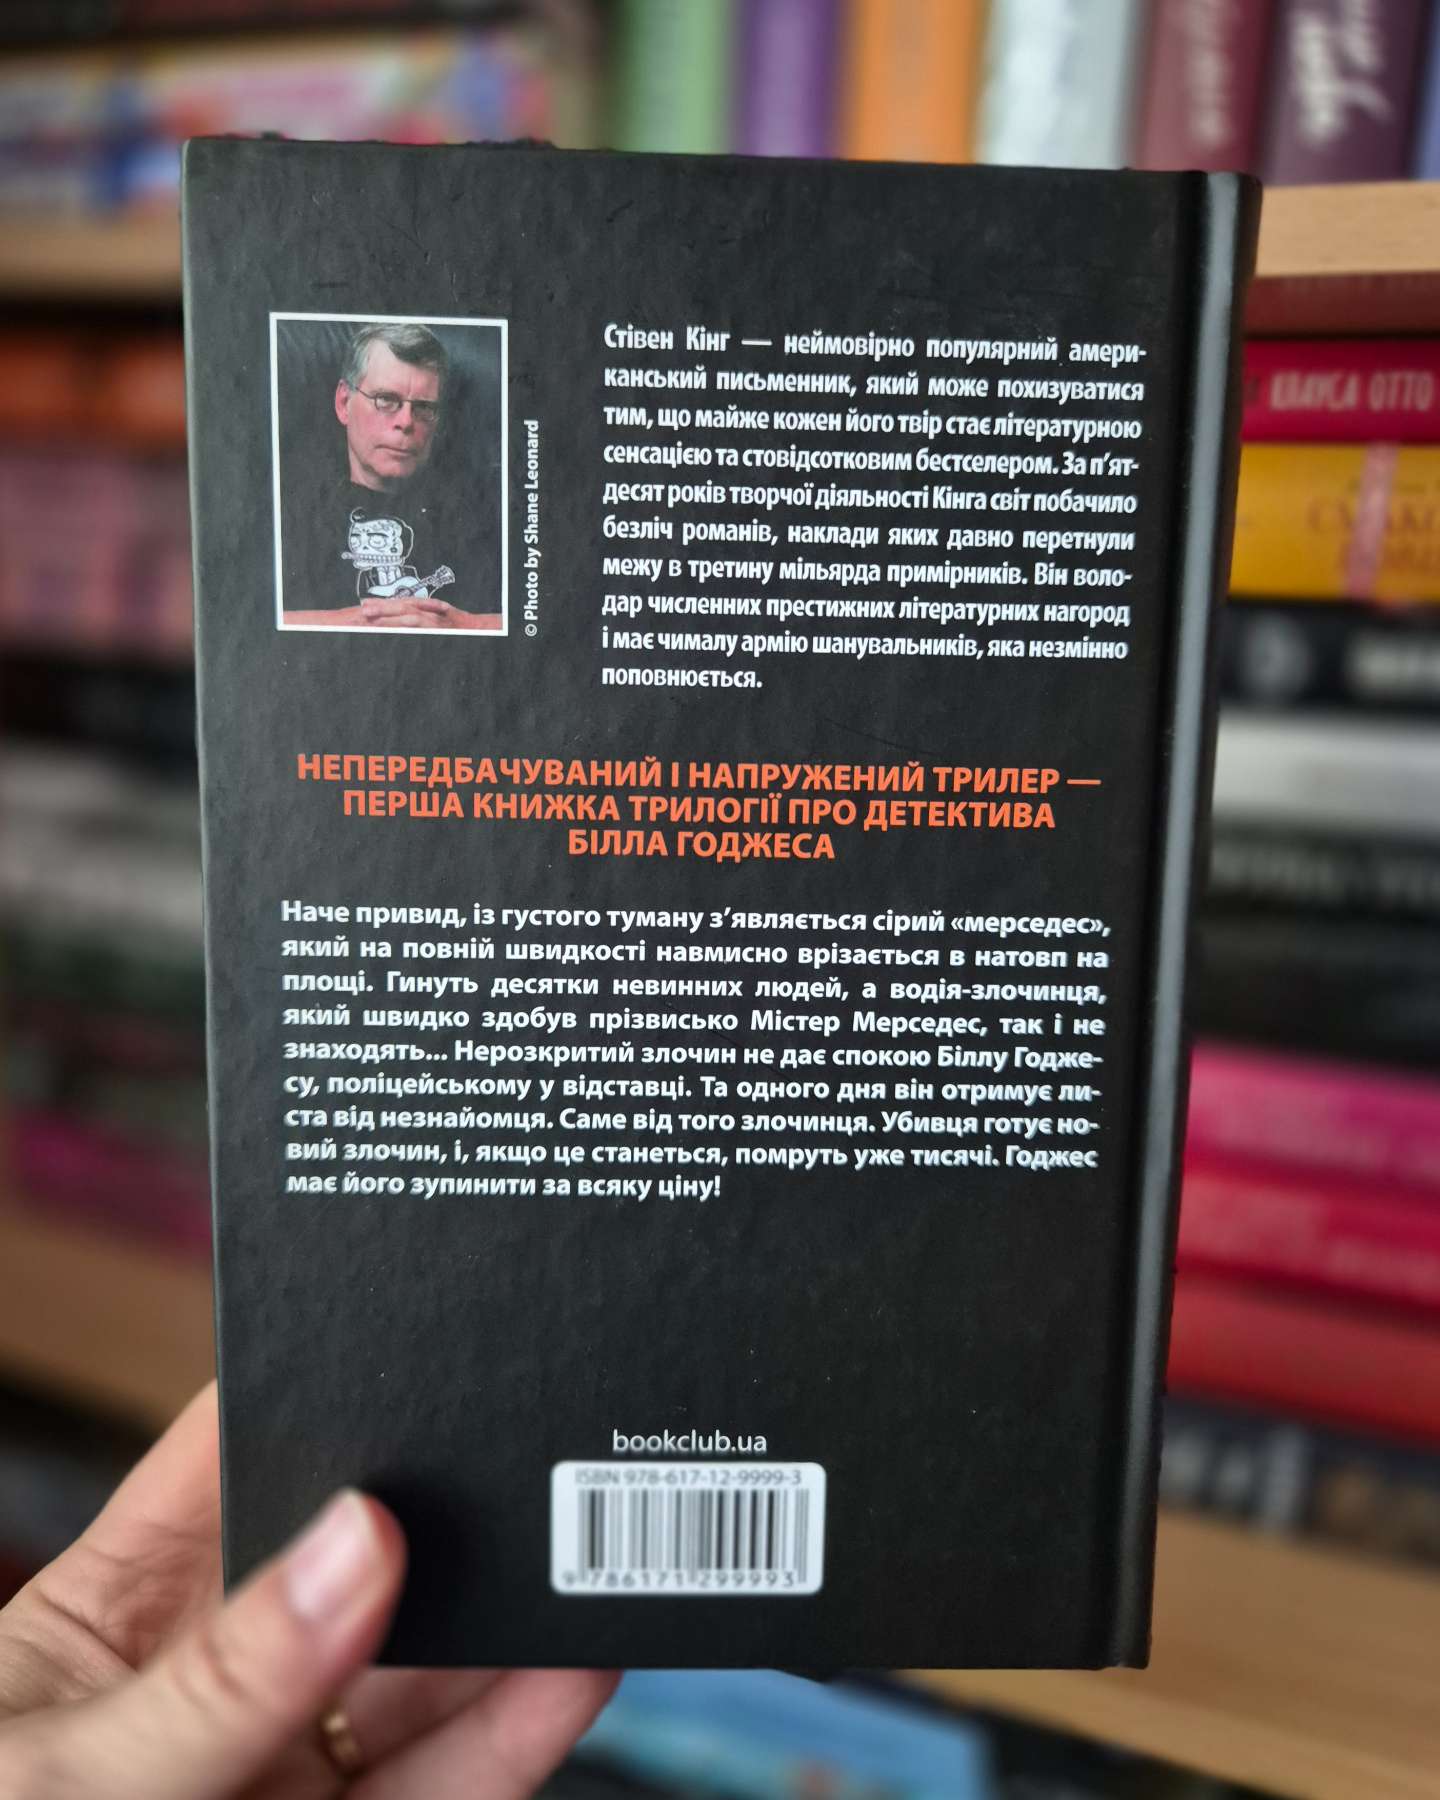 Стівен Кінг — неймовірно популярний амери-
канський письменник, який може похизуватися
тим, що майже кожен його твір стає літературною
сенсацією та стовідсотковим бестселером. За п’ят-
десят років творчої діяльності Кінга світ побачило
безліч романів, наклади яких давно перетнули
межу в третину мільярда примірників. Він воло-
дар численних престижних літературних нагород
і має чималу армію шанувальників, яка незмінно
поповнюється.
© Photo by Shane Leonard
НЕПЕРЕДБАЧУВАНИЙ І НАПРУЖЕНИЙ ТРИЛЕР —
ПЕРША КНИЖКА ТРИЛОГІЇ ПРО ДЕТЕКТИВА
БІЛЛА ГОДЖЕСА
Наче привид, із густого туману з’являється сірий «мерседес»,
який на повній швидкості навмисно врізається в натовп на
площі. Гинуть десятки невинних людей, а водія-злочинця,
який швидко здобув прізвисько Містер Мерседес, так і не
знаходять... Нерозкритий злочин не дає спокою Біллу Годже-
су, поліцейському у відставці. Та одного дня він отримує ли-
ста від незнайомця. Саме від того злочинця. Убивця готує но-
вий злочин, і, якщо це станеться, помруть уже тисячі. Годжес
має його зупинити за всяку ціну!
bookclub.ua
ISBN 978-617-12-9999-3
9 786171 299993
КЛАУСА ОТТО